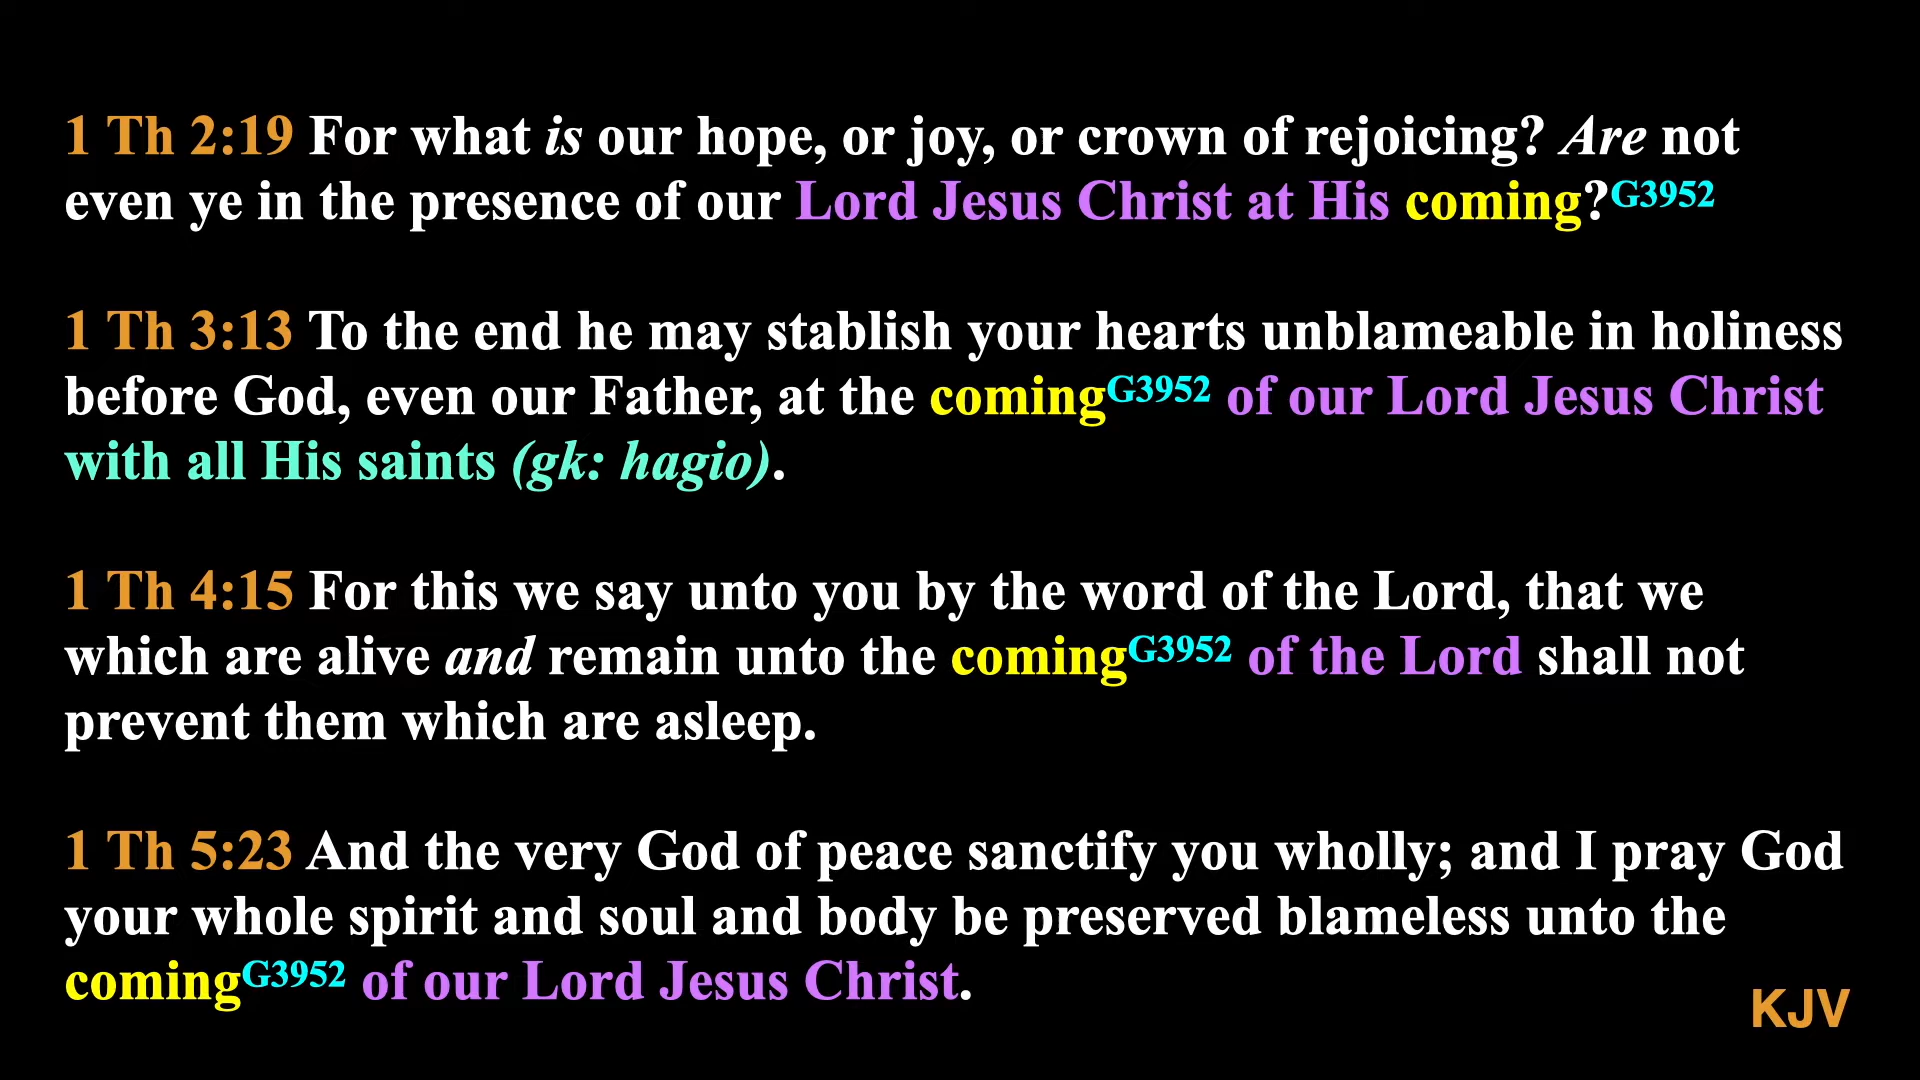 1 Th 2:19 For what is our hope, or joy, or crown of rejoicing? Are not
even ye in the presence of our Lord Jesus Christ at His coming?G3952
1 Th 3:13 To the end he may stablish your hearts unblameable in holiness
before God, even our Father, at the comingG3952 of our Lord Jesus Christ
with all His saints (gk: hagio).
1 Th 4:15 For this we say unto you by the word of the Lord, that we
which are alive and remain unto the comingG3952 of the Lord shall not
prevent them which are asleep.
1 Th 5:23 And the very God of peace sanctify you wholly; and I pray God
your whole spirit and soul and body be preserved blameless unto the
comingG3952 of our Lord Jesus Christ.
KJV